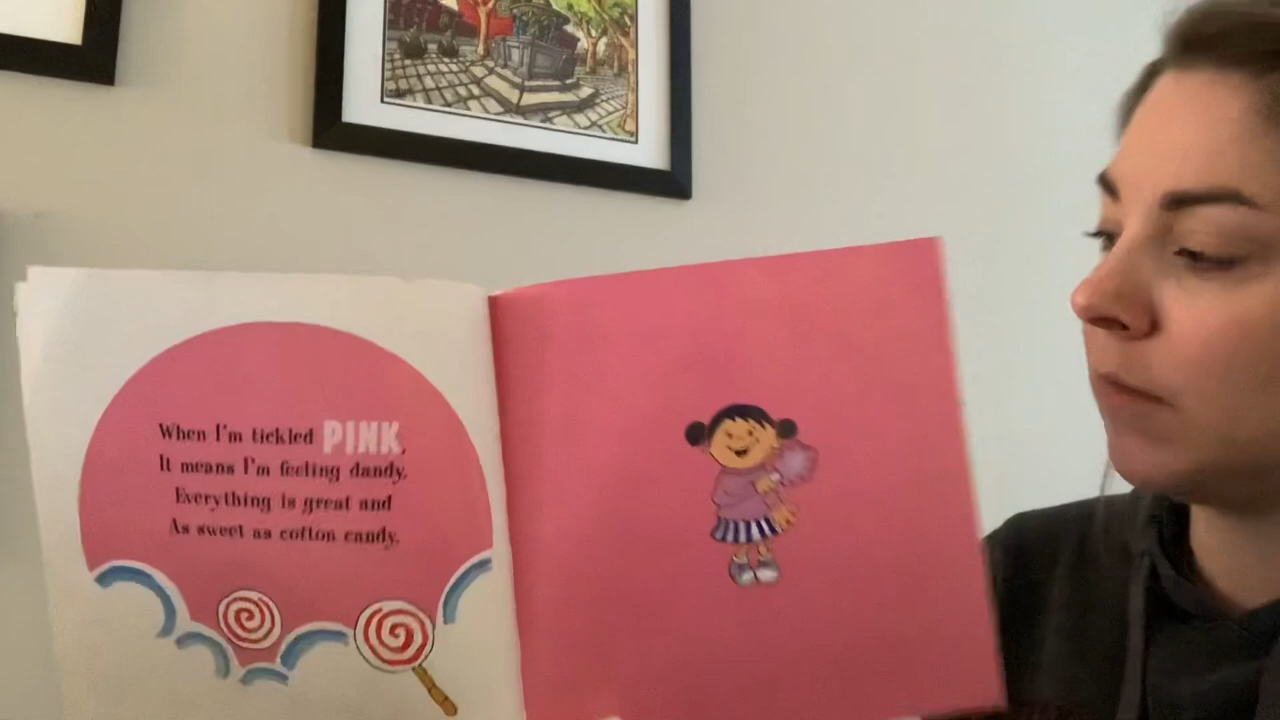 When I'm tickled PINK,
It means I'm feeling dandy.
Everything is great and
As sweet as cotton candy.